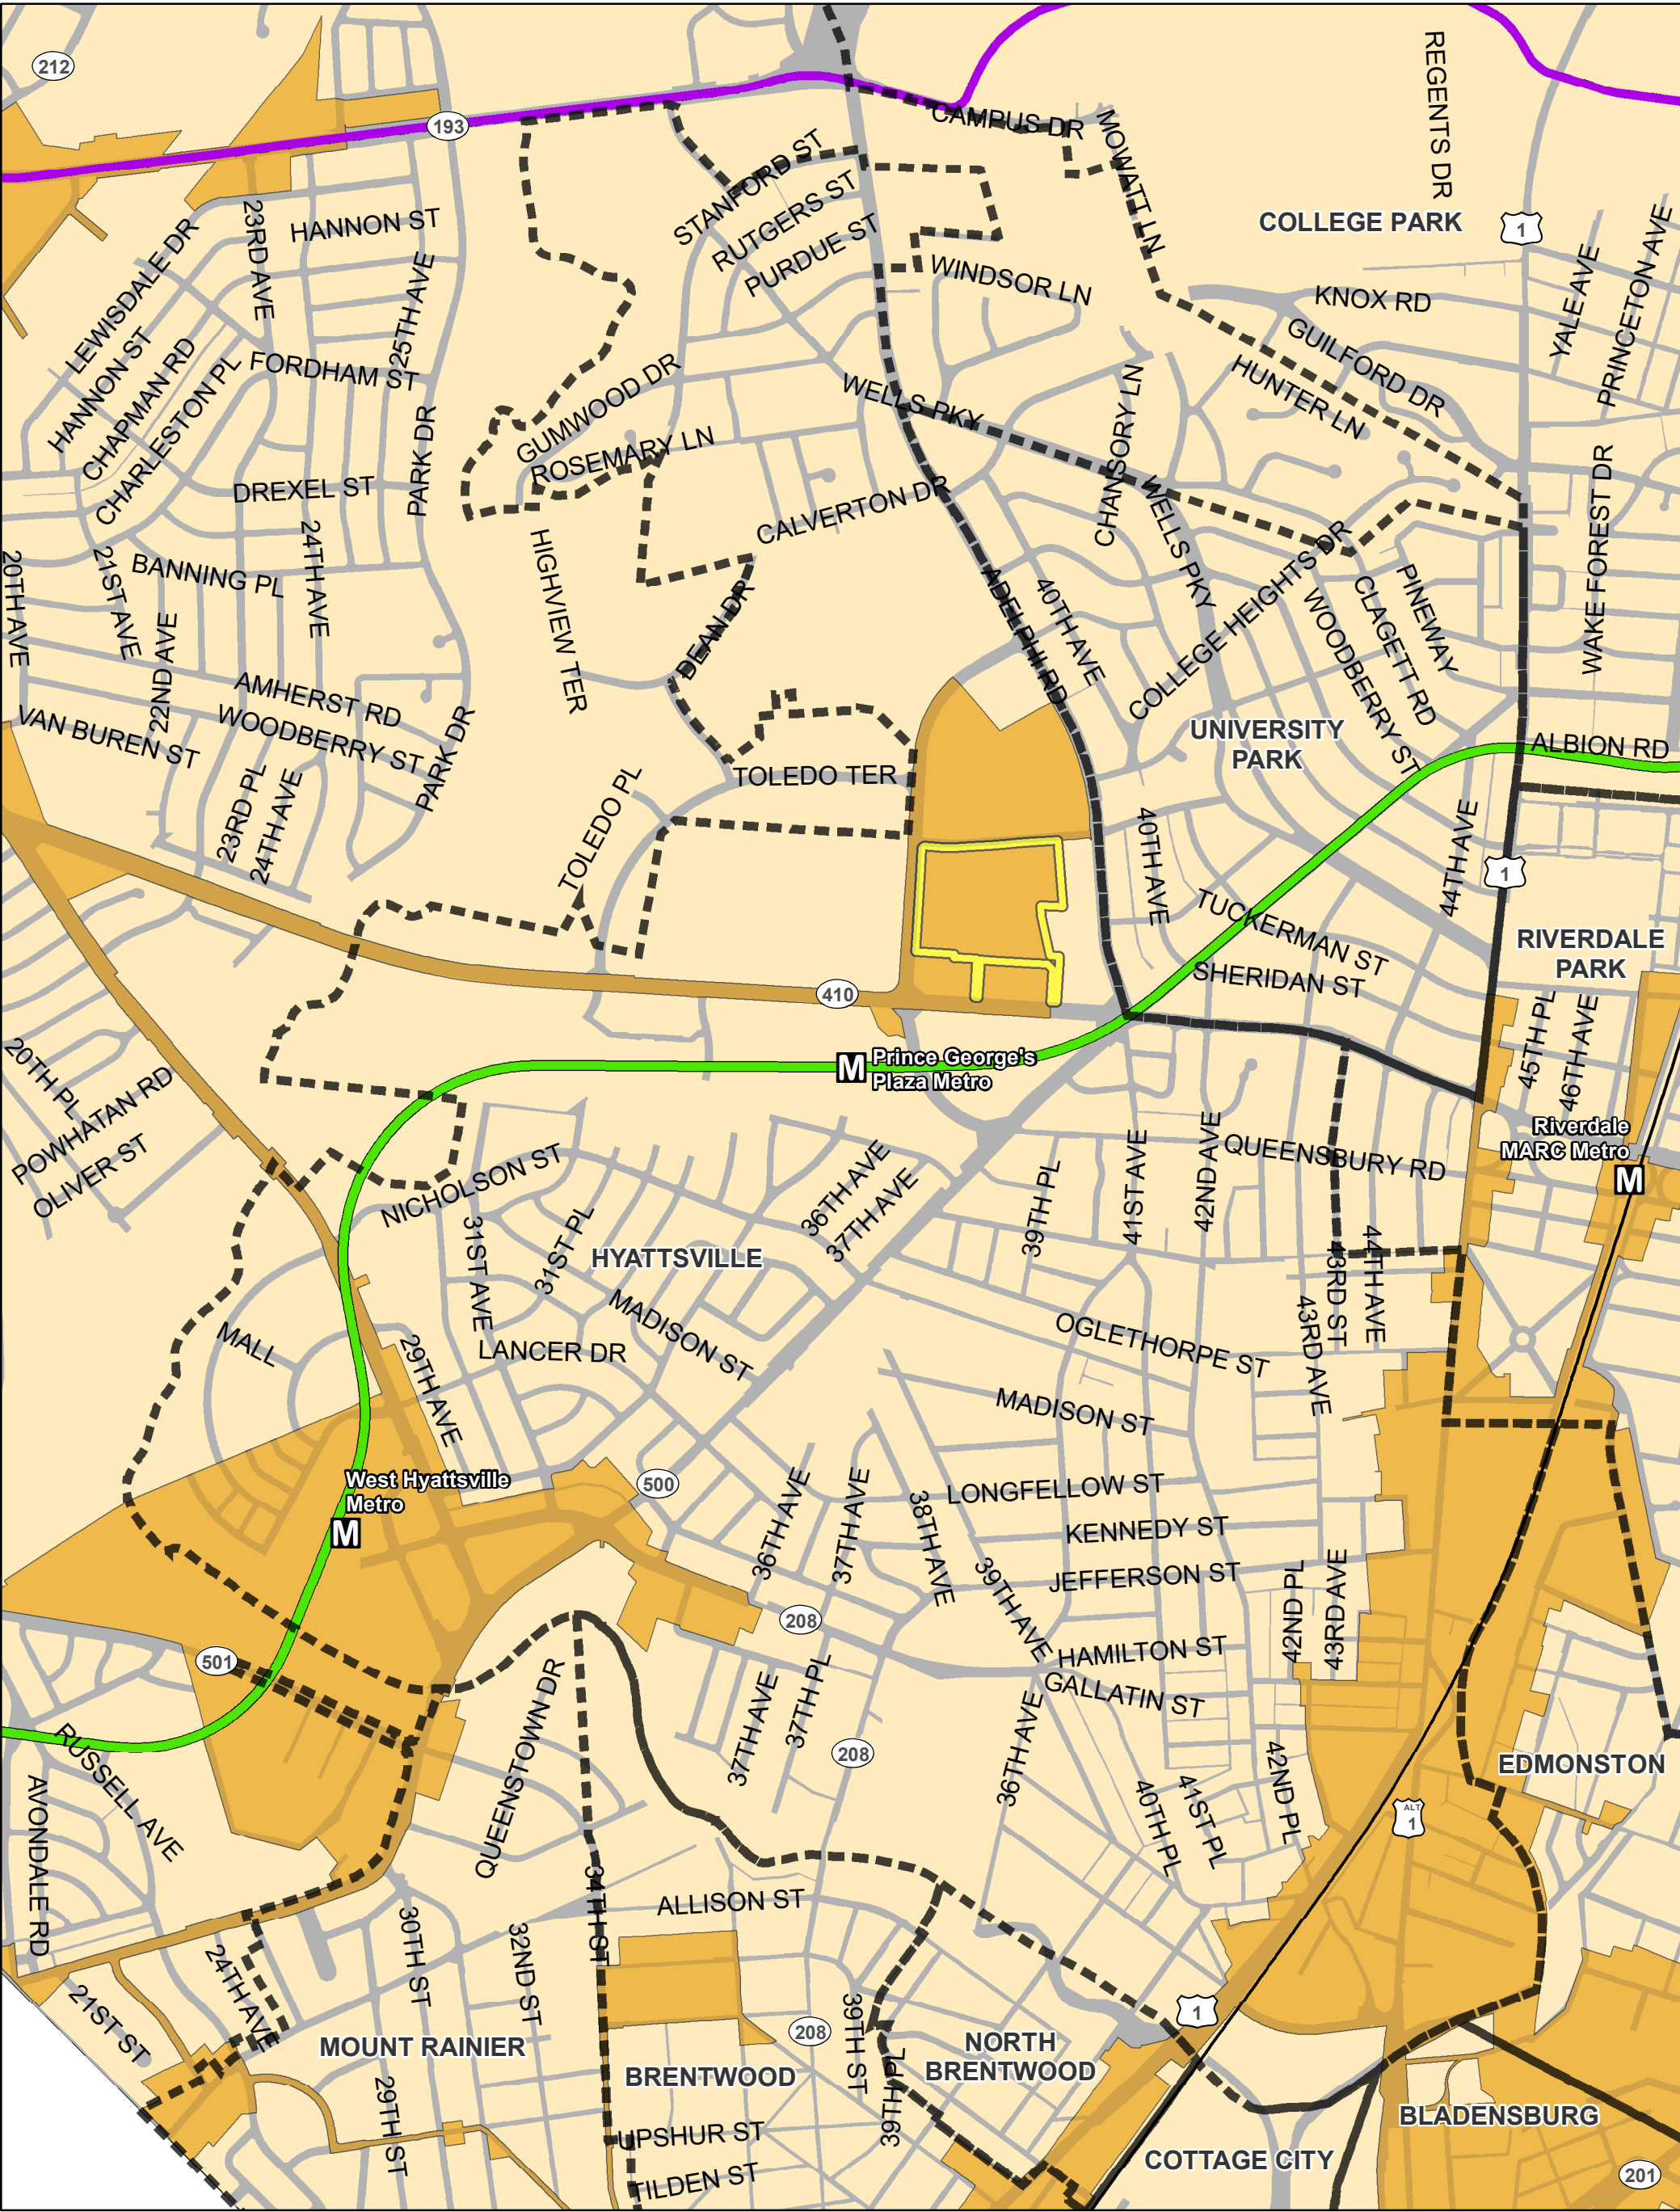 212
193
CAMPUS DR
MOWATT LN
REGENTS DR
COLLEGE PARK
1
STANFORD ST
RUTGERS ST
PURDUE ST
WINDSOR LN
KNOX RD
YALE AVE
PRINCETON AVE
LEWISDALE DR
23RD AVE
HANNON ST
25TH AVE
HANNON ST
CHAPMAN RD
CHARLESTON PL
FORDHAM ST
PARK DR
GUMWOOD DR
ROSEMARY LN
WELLS PKY
GUILFORD DR
HUNTER LN
CHANSORY LN
WELLS PKY
WAKE FOREST DR
DREXEL ST
24TH AVE
CALVERTON DR
20TH AVE
21ST AVE
BANNING PL
22ND AVE
HIGHVIEW TER
DEAN DR
ADELPHI RD
40TH AVE
COLLEGE HEIGHTS DR
WOODBERRY ST
CLAGETT RD
PINEWAY
AMHERST RD
WOODBERRY ST
VAN BUREN ST
PARK DR
23RD PL
24TH AVE
UNIVERSITY
PARK
ALBION RD
TOLEDO TER
TOLEDO PL
40TH AVE
44TH AVE
1
TUCKERMAN ST
SHERIDAN ST
RIVERDALE
PARK
410
45TH PL
46TH AVE
20TH PL
POWHATAN RD
OLIVER ST
M
Prince George's
Plaza Metro
Riverdale
MARC Metro
M
NICHOLSON ST
31ST AVE
31ST PL
36TH AVE
37TH AVE
39TH PL
41ST AVE
42ND AVE
QUEENSBURY RD
43RD ST
44TH AVE
43RD AVE
HYATTSVILLE
MALL
29TH AVE
LANCER DR
MADISON ST
OGLETHORPE ST
MADISON ST
West Hyattsville
Metro
M
500
36TH AVE
37TH AVE
38TH AVE
LONGFELLOW ST
KENNEDY ST
39TH AVE
JEFFERSON ST
42ND PL
43RD AVE
208
HAMILTON ST
GALLATIN ST
501
QUEENSTOWN DR
37TH AVE
37TH PL
36TH AVE
208
RUSSELL AVE
AVONDALE RD
40TH PL
41ST PL
42ND PL
EDMONSTON
ALT
1
34TH ST
ALLISON ST
24TH AVE
30TH ST
32ND ST
21ST ST
MOUNT RAINIER
29TH ST
208
39TH ST
39TH PL
BRENTWOOD
NORTH
BRENTWOOD
1
UPSHUR ST
TILDEN ST
BLADENSBURG
COTTAGE CITY
201